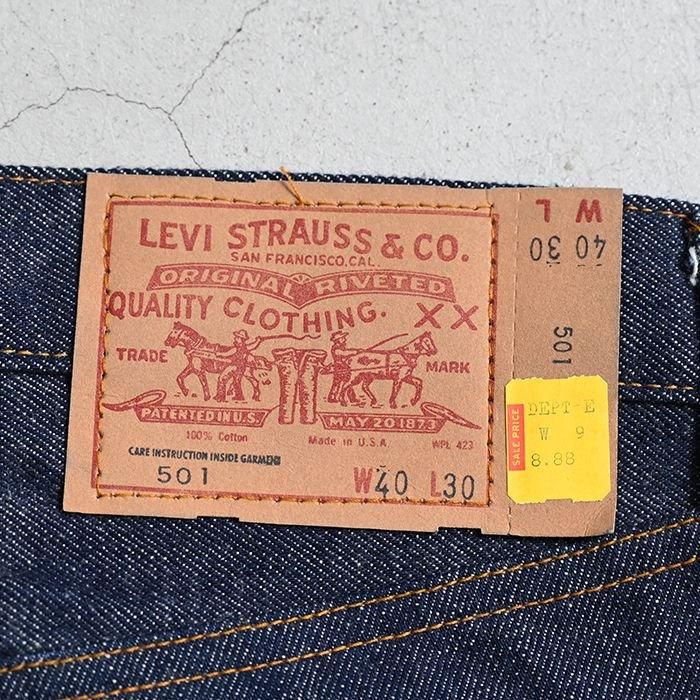 LEVI STRAUSS & CO.
SAN FRANCISCO, CAL.
ORIGINAL RIVETED
QUALITY CLOTHING. XX
TRADE MARK
PATENTED IN U.S. MAY 20 1873
100% Cotton Made in U.S.A. WPL 423
CARE INSTRUCTION INSIDE GARMENT
501 W40 L30
W L
40 30
501
SALE PRICE
DEPT-E
W 9
8.88